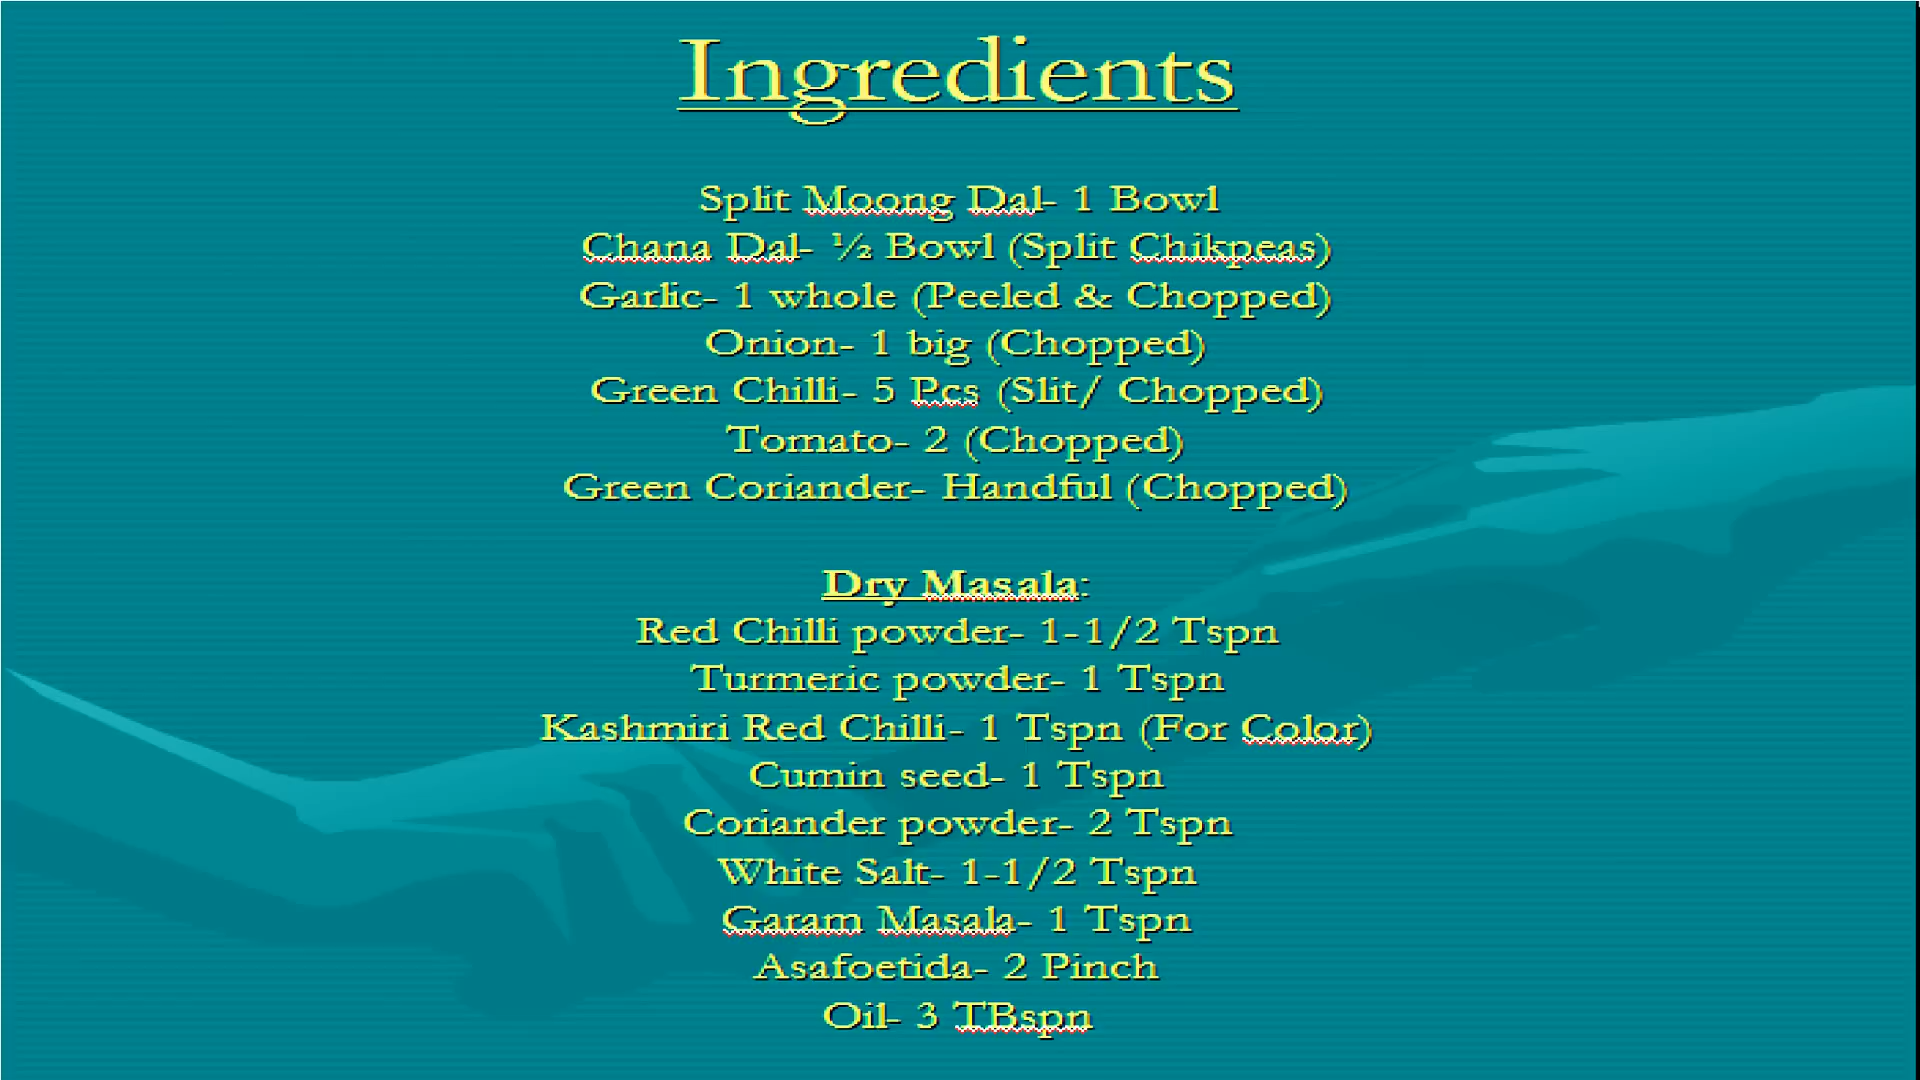 Ingredients
Split Moong Dal- 1 Bowl
Chana Dal- ½ Bowl (Split Chikpeas)
Garlic- 1 whole (Peeled & Chopped)
Onion- 1 big (Chopped)
Green Chilli- 5 Pcs (Slit/ Chopped)
Tomato- 2 (Chopped)
Green Coriander- Handful (Chopped)
Dry Masala:
Red Chilli powder- 1-1/2 Tspn
Turmeric powder- 1 Tspn
Kashmiri Red Chilli- 1 Tspn (For Color)
Cumin seed- 1 Tspn
Coriander powder- 2 Tspn
White Salt- 1-1/2 Tspn
Garam Masala- 1 Tspn
Asafoetida- 2 Pinch
Oil- 3 TBspn